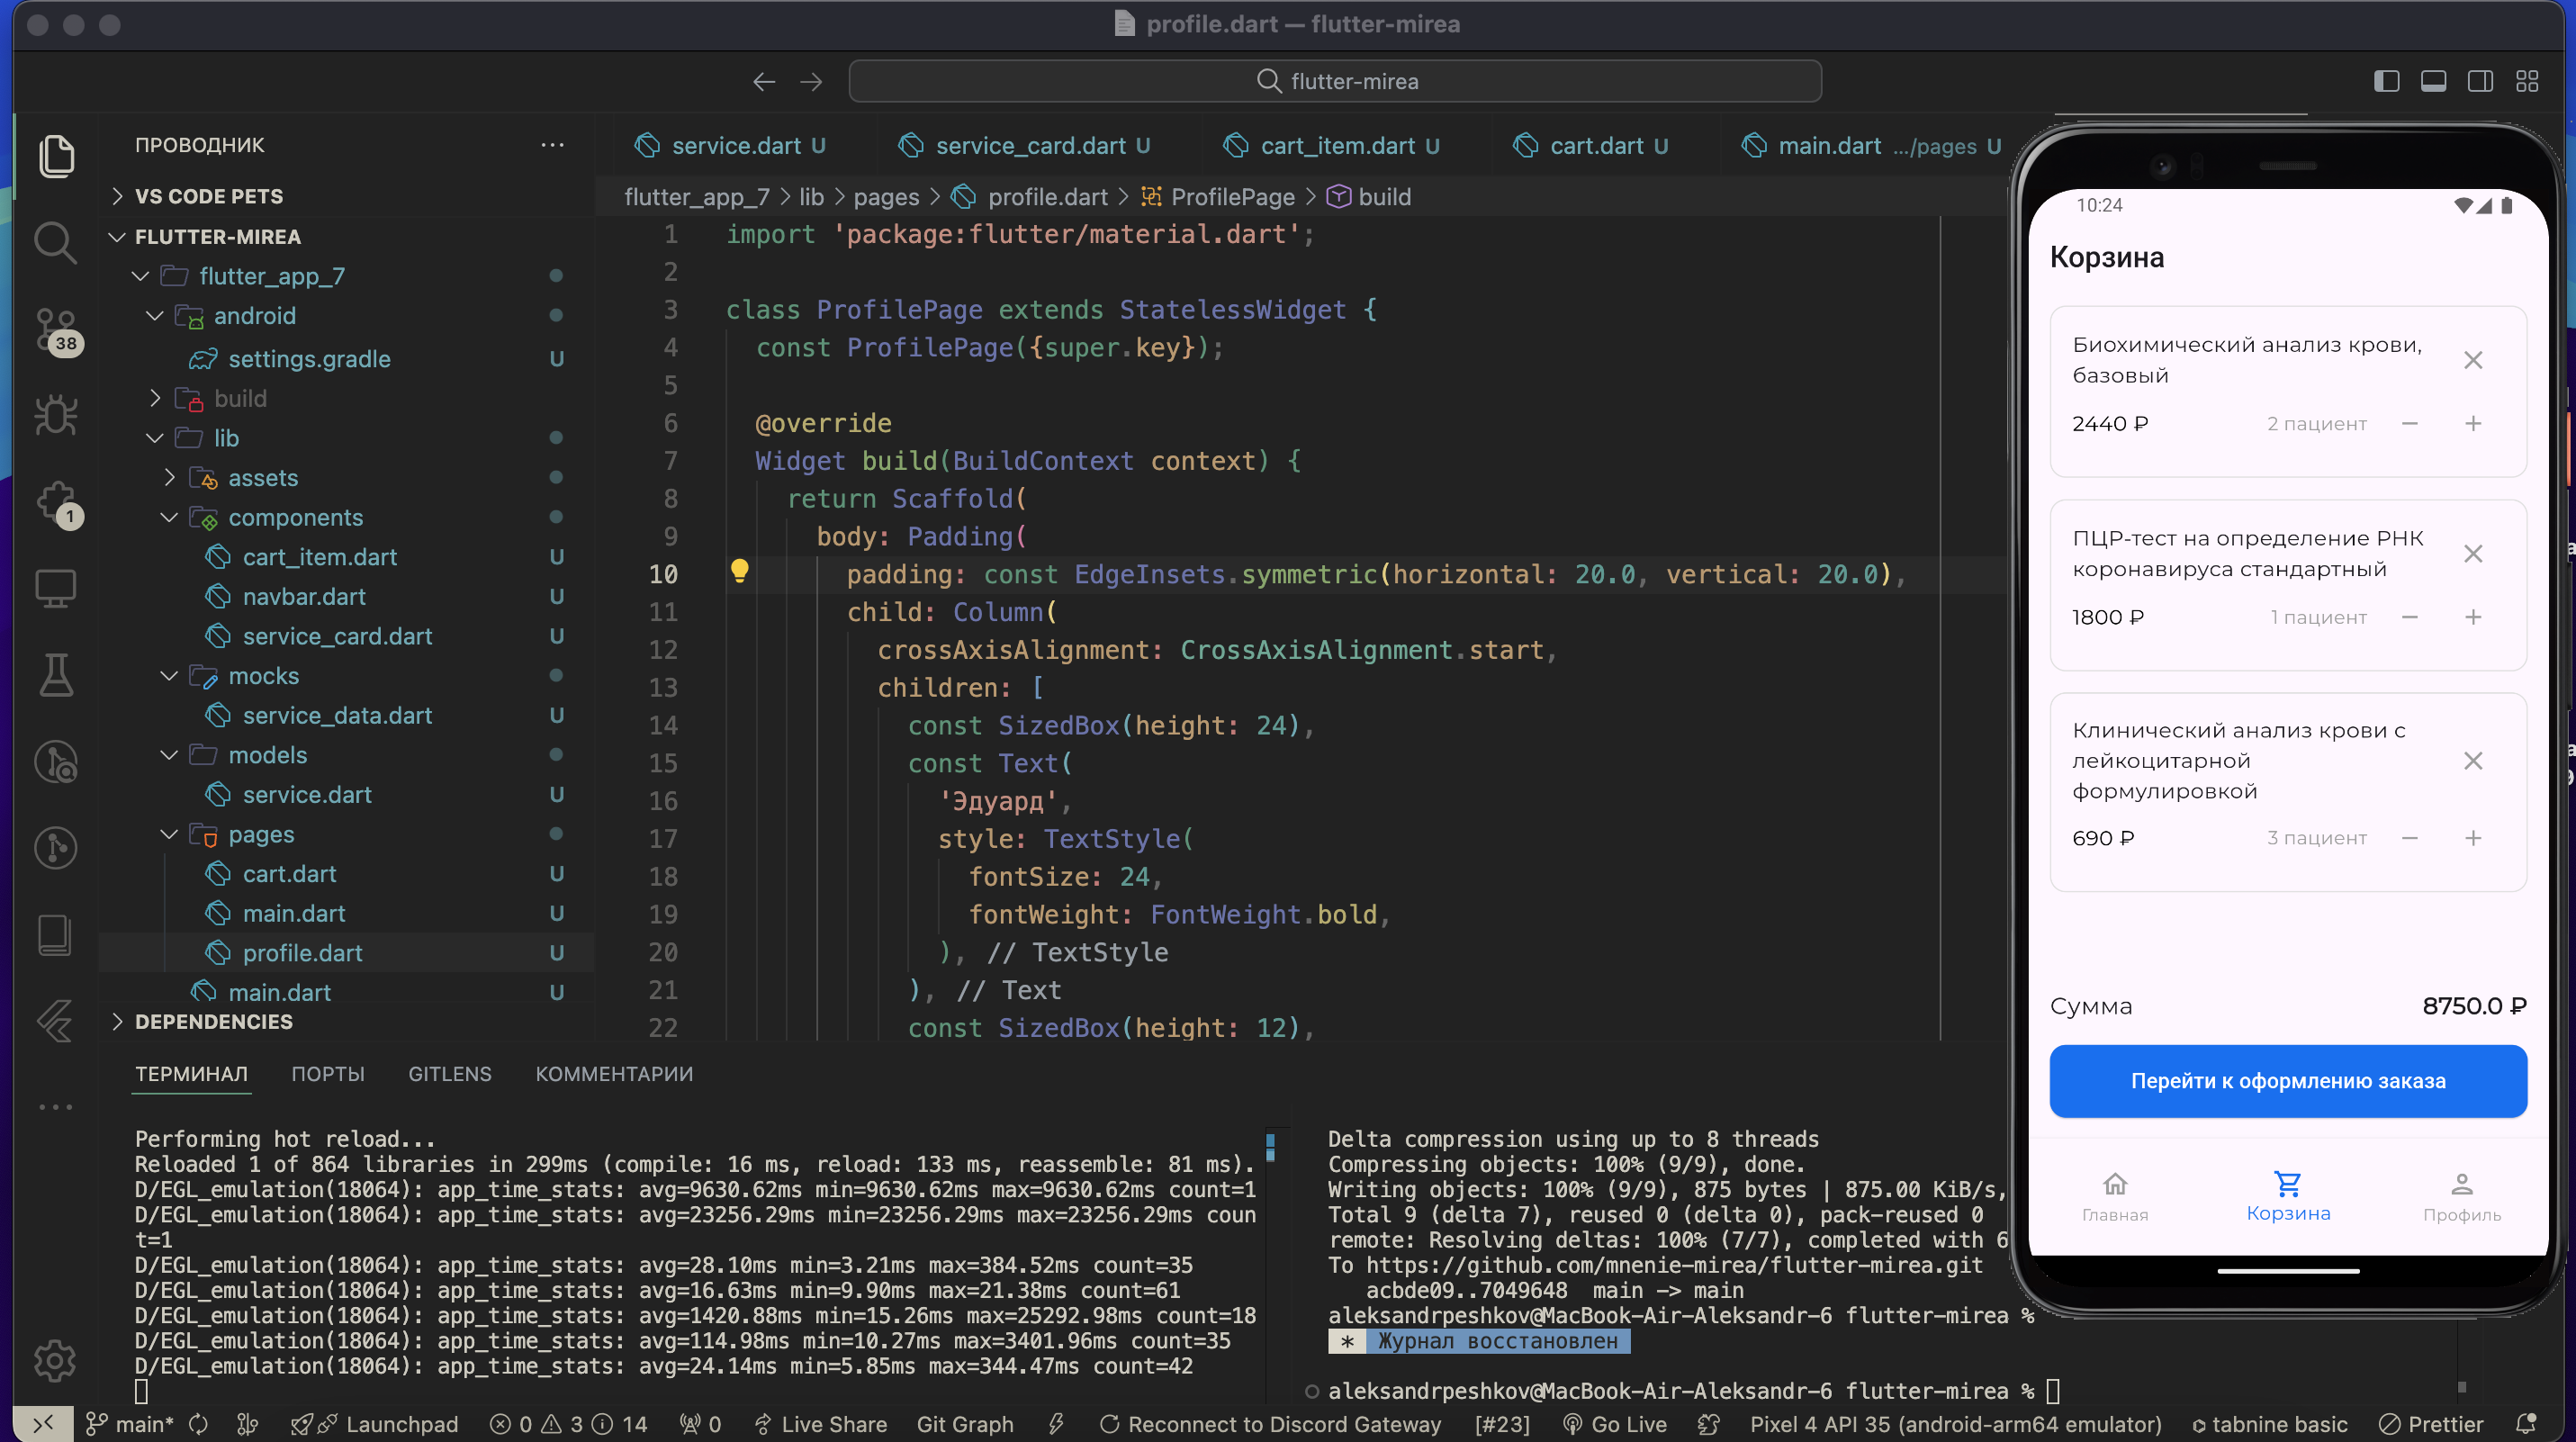 profile.dart — flutter-mirea
flutter-mirea
ПРОВОДНИК
VS CODE PETS
FLUTTER-MIREA
flutter_app_7
android
settings.gradle U
build
lib
assets
components
cart_item.dart U
navbar.dart U
service_card.dart U
mocks
service_data.dart U
models
service.dart U
pages
cart.dart U
main.dart U
profile.dart U
main.dart U
DEPENDENCIES
38
1
service.dart U
service_card.dart U
cart_item.dart U
cart.dart U
main.dart .../pages U
flutter_app_7 > lib > pages > profile.dart > ProfilePage > build
1 import 'package:flutter/material.dart';
2
3 class ProfilePage extends StatelessWidget {
4 const ProfilePage({super.key});
5
6 @override
7 Widget build(BuildContext context) {
8 return Scaffold(
9 body: Padding(
10 padding: const EdgeInsets.symmetric(horizontal: 20.0, vertical: 20.0),
11 child: Column(
12 crossAxisAlignment: CrossAxisAlignment.start,
13 children: [
14 const SizedBox(height: 24),
15 const Text(
16 'Эдуард',
17 style: TextStyle(
18 fontSize: 24,
19 fontWeight: FontWeight.bold,
20 ), // TextStyle
21 ), // Text
22 const SizedBox(height: 12),
10:24
Корзина
Биохимический анализ крови,
базовый
2440 ₽ 2 пациент
ПЦР-тест на определение РНК
коронавируса стандартный
1800 ₽ 1 пациент
Клинический анализ крови с
лейкоцитарной
формулировкой
690 ₽ 3 пациент
Сумма 8750.0 ₽
Перейти к оформлению заказа
Главная
Корзина
Профиль
ТЕРМИНАЛ ПОРТЫ GITLENS КОММЕНТАРИИ
Performing hot reload...
Reloaded 1 of 864 libraries in 299ms (compile: 16 ms, reload: 133 ms, reassemble: 81 ms).
D/EGL_emulation(18064): app_time_stats: avg=9630.62ms min=9630.62ms max=9630.62ms count=1
D/EGL_emulation(18064): app_time_stats: avg=23256.29ms min=23256.29ms max=23256.29ms coun
t=1
D/EGL_emulation(18064): app_time_stats: avg=28.10ms min=3.21ms max=384.52ms count=35
D/EGL_emulation(18064): app_time_stats: avg=16.63ms min=9.90ms max=21.38ms count=61
D/EGL_emulation(18064): app_time_stats: avg=1420.88ms min=15.26ms max=25292.98ms count=18
D/EGL_emulation(18064): app_time_stats: avg=114.98ms min=10.27ms max=3401.96ms count=35
D/EGL_emulation(18064): app_time_stats: avg=24.14ms min=5.85ms max=344.47ms count=42
Delta compression using up to 8 threads
Compressing objects: 100% (9/9), done.
Writing objects: 100% (9/9), 875 bytes | 875.00 KiB/s,
Total 9 (delta 7), reused 0 (delta 0), pack-reused 0
remote: Resolving deltas: 100% (7/7), completed with 6
To https://github.com/mnenie-mirea/flutter-mirea.git
acbde09..7049648 main -> main
aleksandrpeshkov@MacBook-Air-Aleksandr-6 flutter-mirea %
* Журнал восстановлен
aleksandrpeshkov@MacBook-Air-Aleksandr-6 flutter-mirea %
main* Launchpad 0 3 14 0 Live Share Git Graph Reconnect to Discord Gateway [#23] Go Live Pixel 4 API 35 (android-arm64 emulator) tabnine basic Prettier